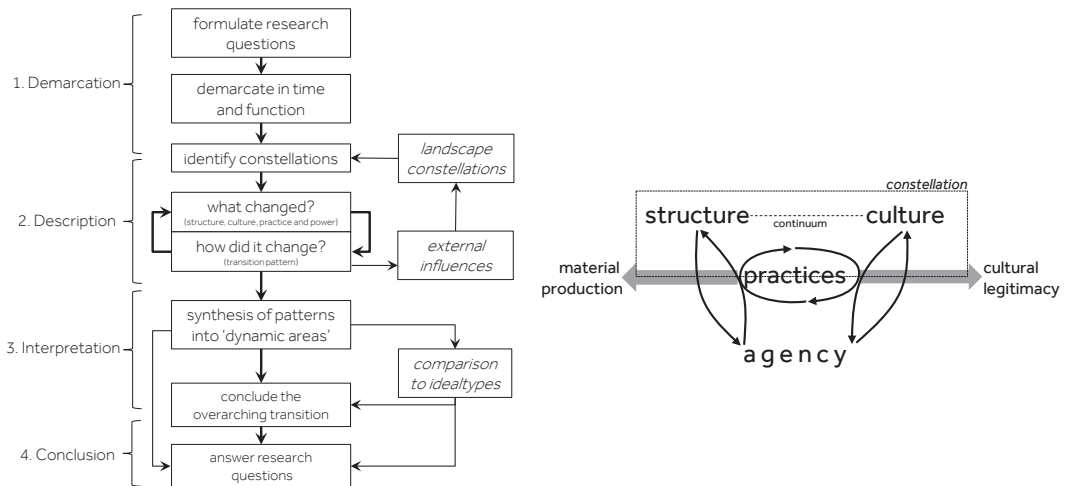 formulate research
questions
1. Demarcation
demarcate in time
and function
identify constellations
landscape
constellations
what changed?
(structure, culture, practice and power)
2. Description
how did it change?
(transition pattern)
external
influences
synthesis of patterns
into 'dynamic areas'
3. Interpretation
comparison
to idealtypes
conclude the
overarching transition
4. Conclusion
answer research
questions
constellation
structure
culture
continuum
material
production
practices
cultural
legitimacy
agency